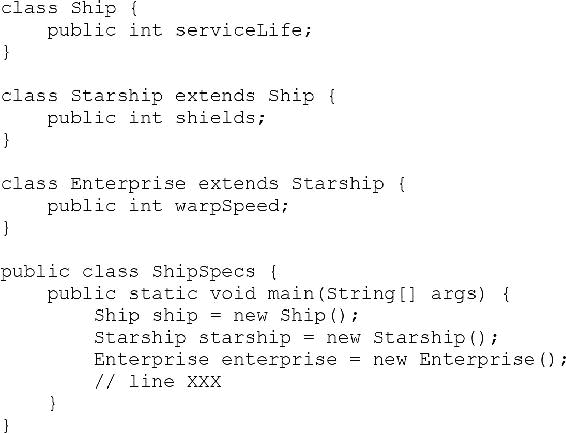 class Ship {
    public int serviceLife;
}

class Starship extends Ship {
    public int shields;
}

class Enterprise extends Starship {
    public int warpSpeed;
}

public class ShipSpecs {
    public static void main(String[] args) {
        Ship ship = new Ship();
        Starship starship = new Starship();
        Enterprise enterprise = new Enterprise();
        // line XXX
    }
}